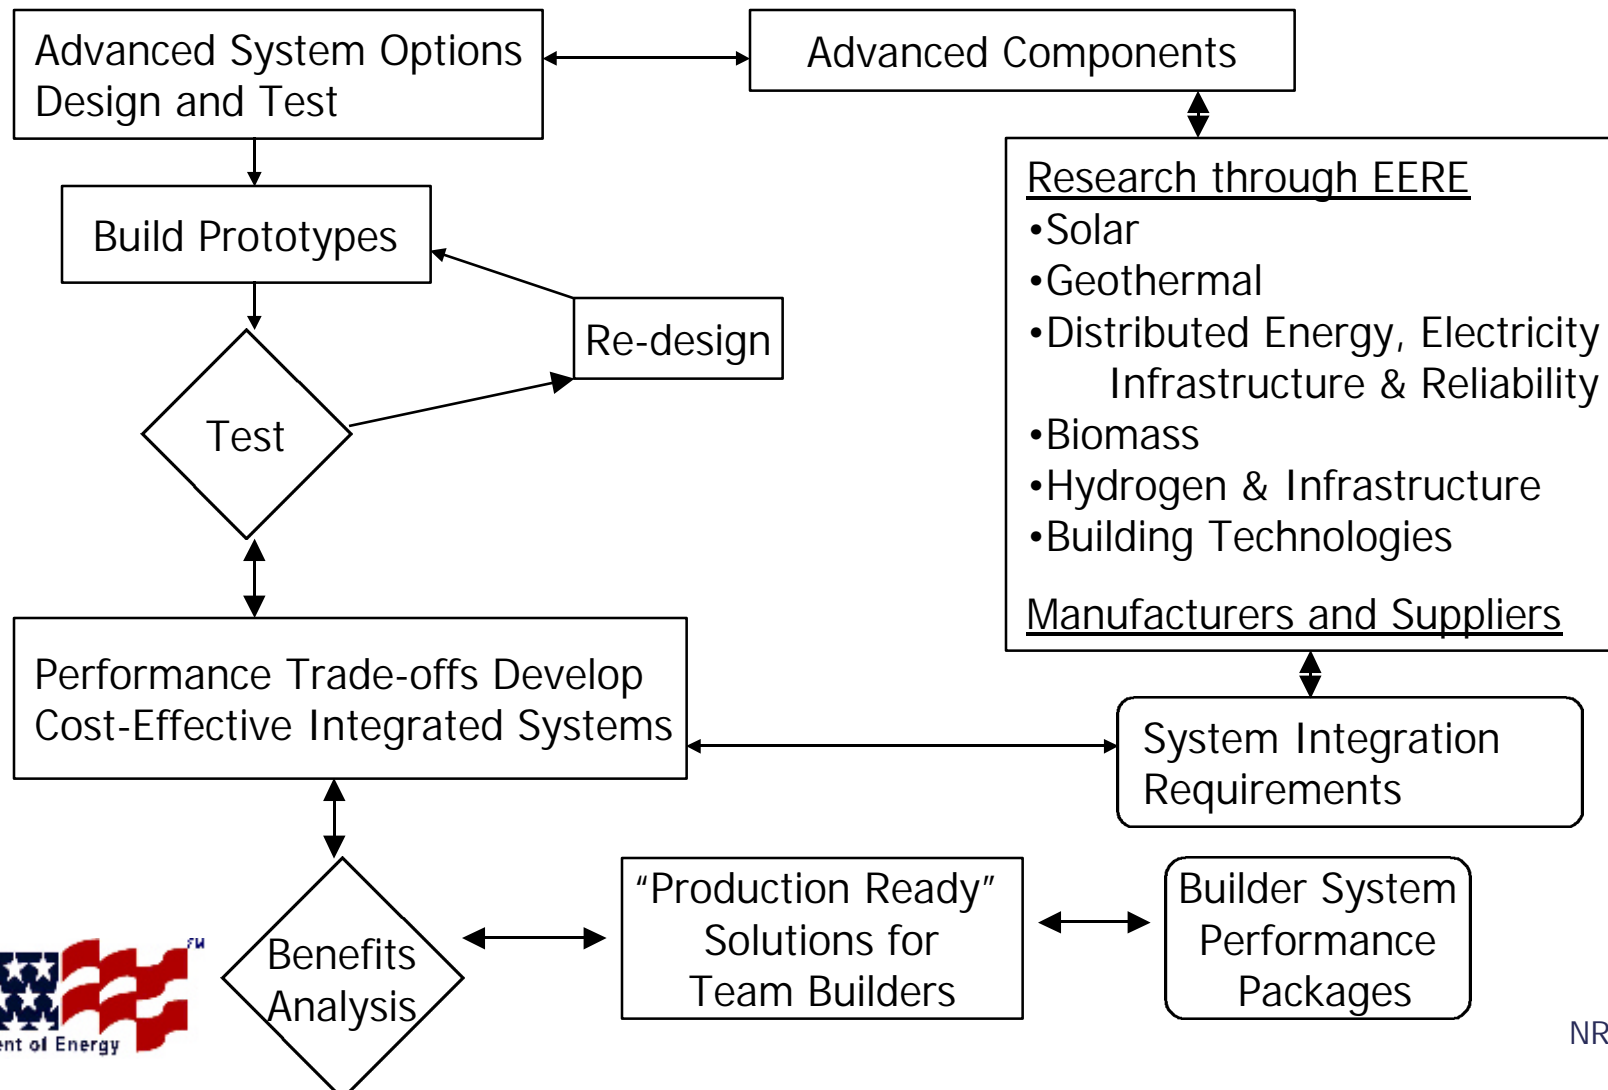 Advanced System Options
Design and Test
Advanced Components
Build Prototypes
Re-design
Test
Research through EERE
•Solar
•Geothermal
•Distributed Energy, Electricity
Infrastructure & Reliability
•Biomass
•Hydrogen & Infrastructure
•Building Technologies
Manufacturers and Suppliers
Performance Trade-offs Develop
Cost-Effective Integrated Systems
System Integration
Requirements
Benefits
Analysis
“Production Ready”
Solutions for
Team Builders
Builder System
Performance
Packages
ent of Energy
NR